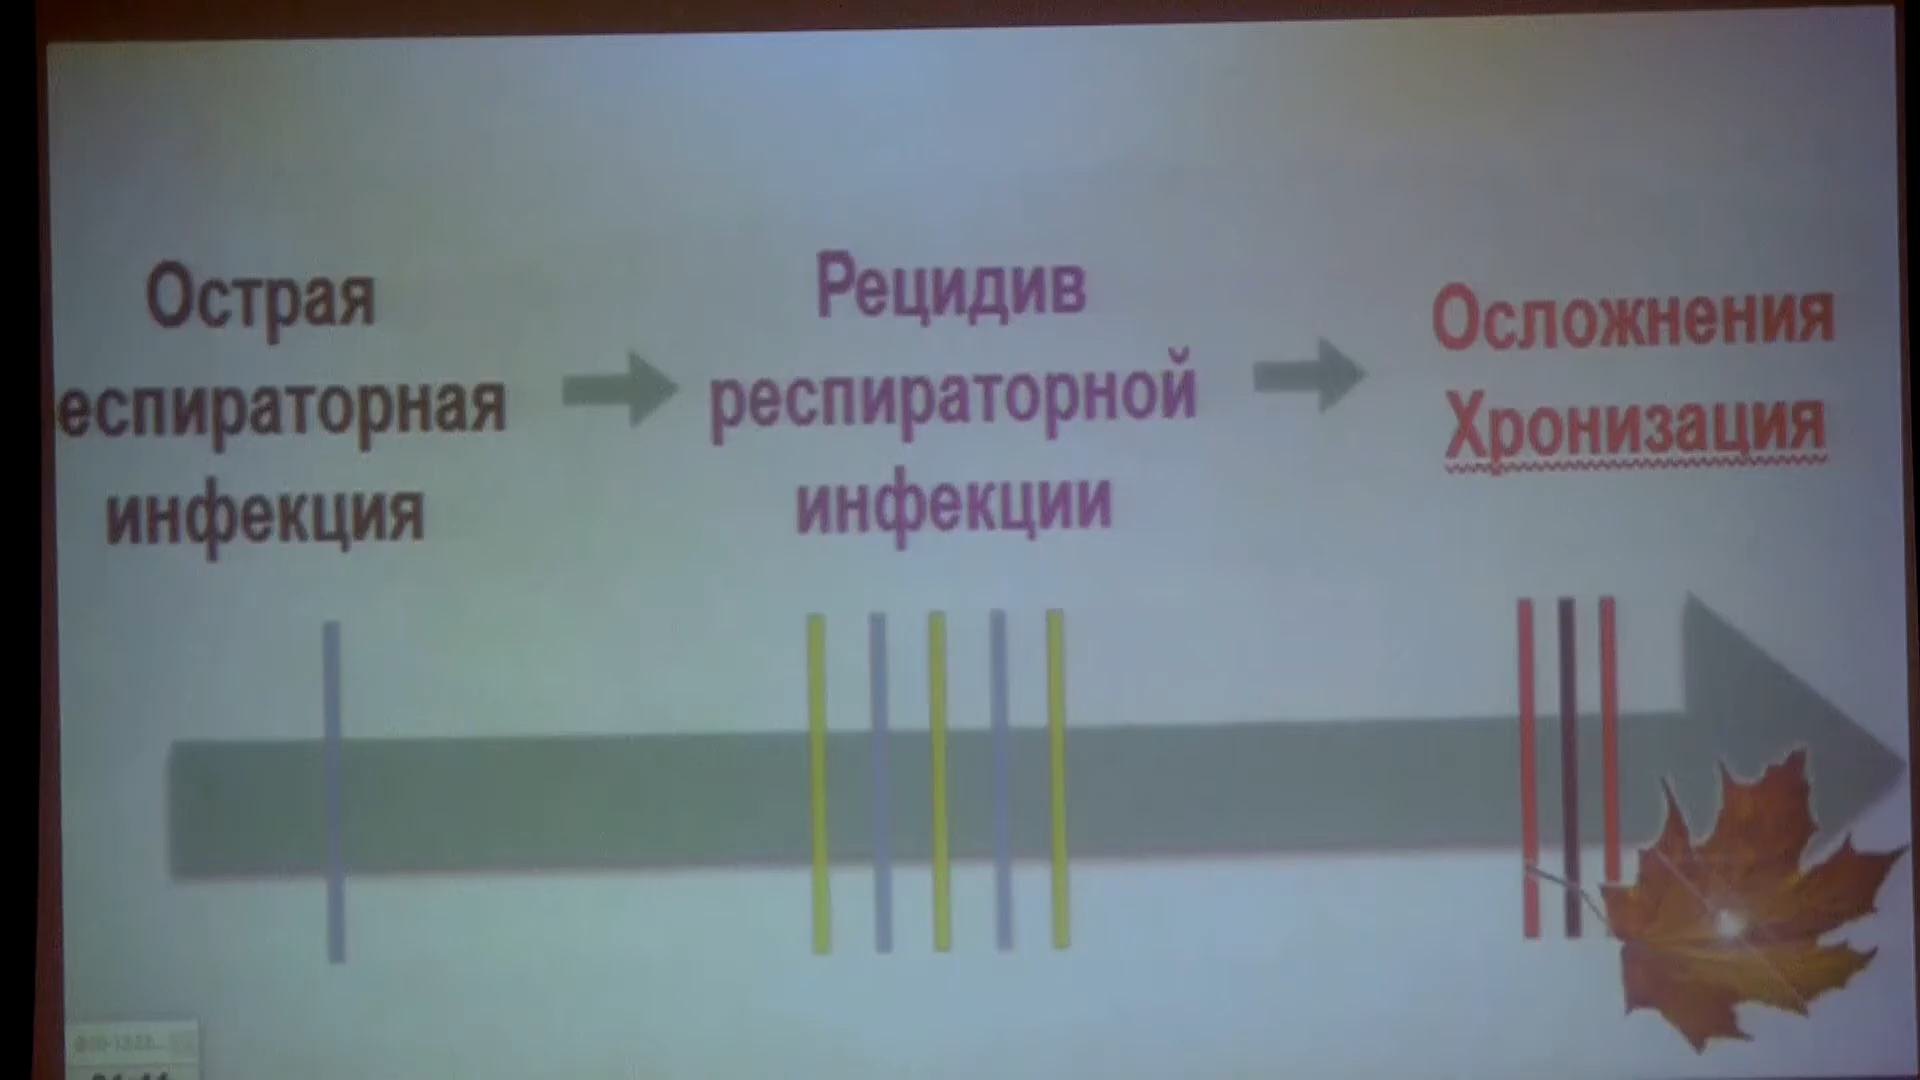 Острая
еспираторная
инфекция
Рецидив
респираторной
инфекции
Осложнения
Хронизация